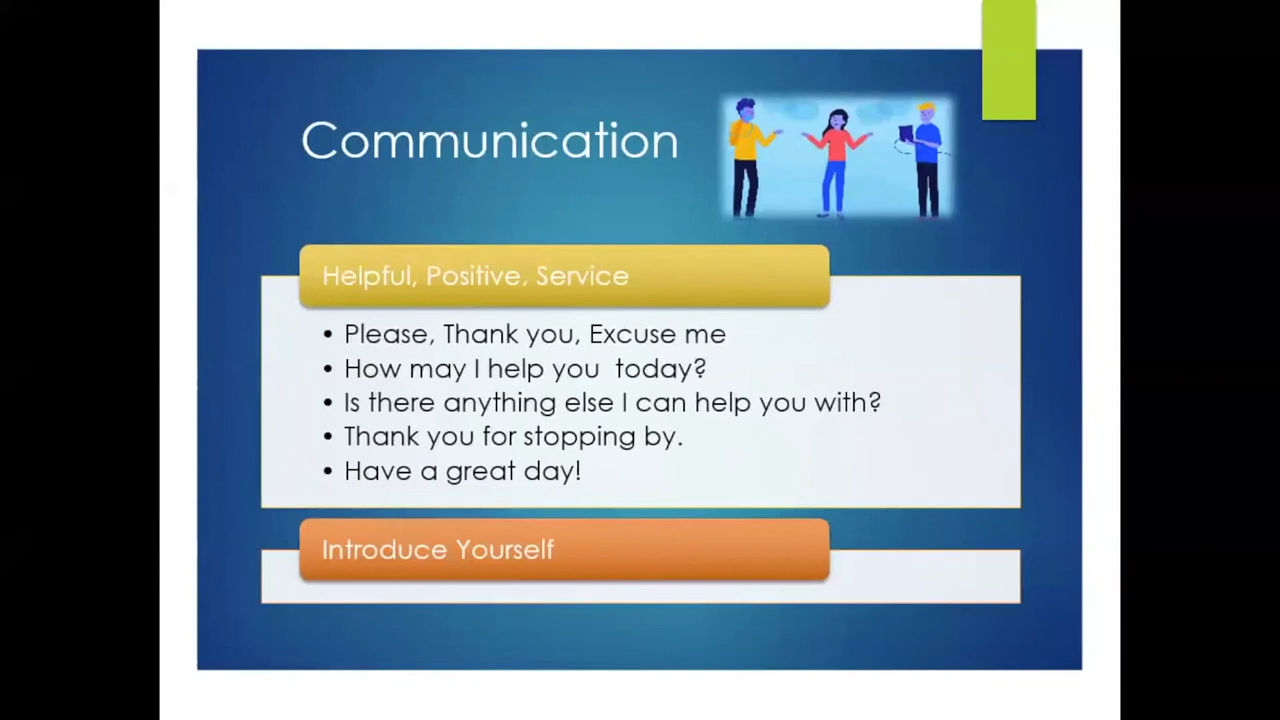 Communication
Helpful, Positive, Service
• Please, Thank you, Excuse me
• How may I help you  today?
• Is there anything else I can help you with?
• Thank you for stopping by.
• Have a great day!
Introduce Yourself